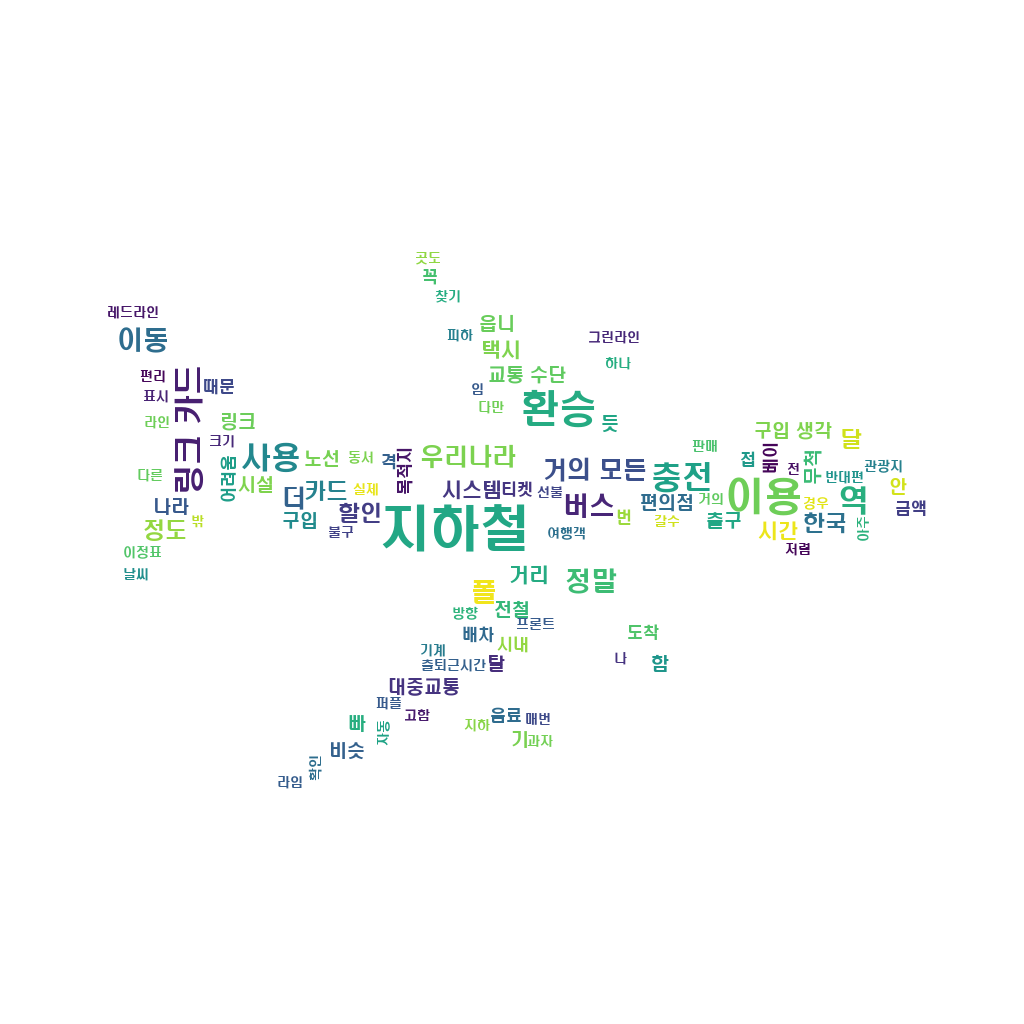 곳도
꼭
찾기
레드라인
이동
읍니
피하
택시
그린라인
하나
편리
링크 카드
때문
표시
교통 수단
임
환승
다만
듯
라인
링크
크기
구입 생각
달
판매
우리나라
사용
노선
동서
격
목적지
어려움
시설
다른
거의 모든
충전
접
베이
전
마착
반대편
관광지
더
카드
실제
시스템
티켓
선불
버스
편의점
거의
이용
경우
역
안
나라
정도
밖
구입
할인
불구
지하철
여행객
번
갈수
출구
시간
한국
아주
금액
이정표
날씨
저렴
폴
거리
정말
방향
전철
프론트
배차
시내
도착
기계
출퇴근시간
탈
나
함
대중교통
퍼플
고함
빠
자동
지하
음료
매번
비슷
기
과자
라임
확인